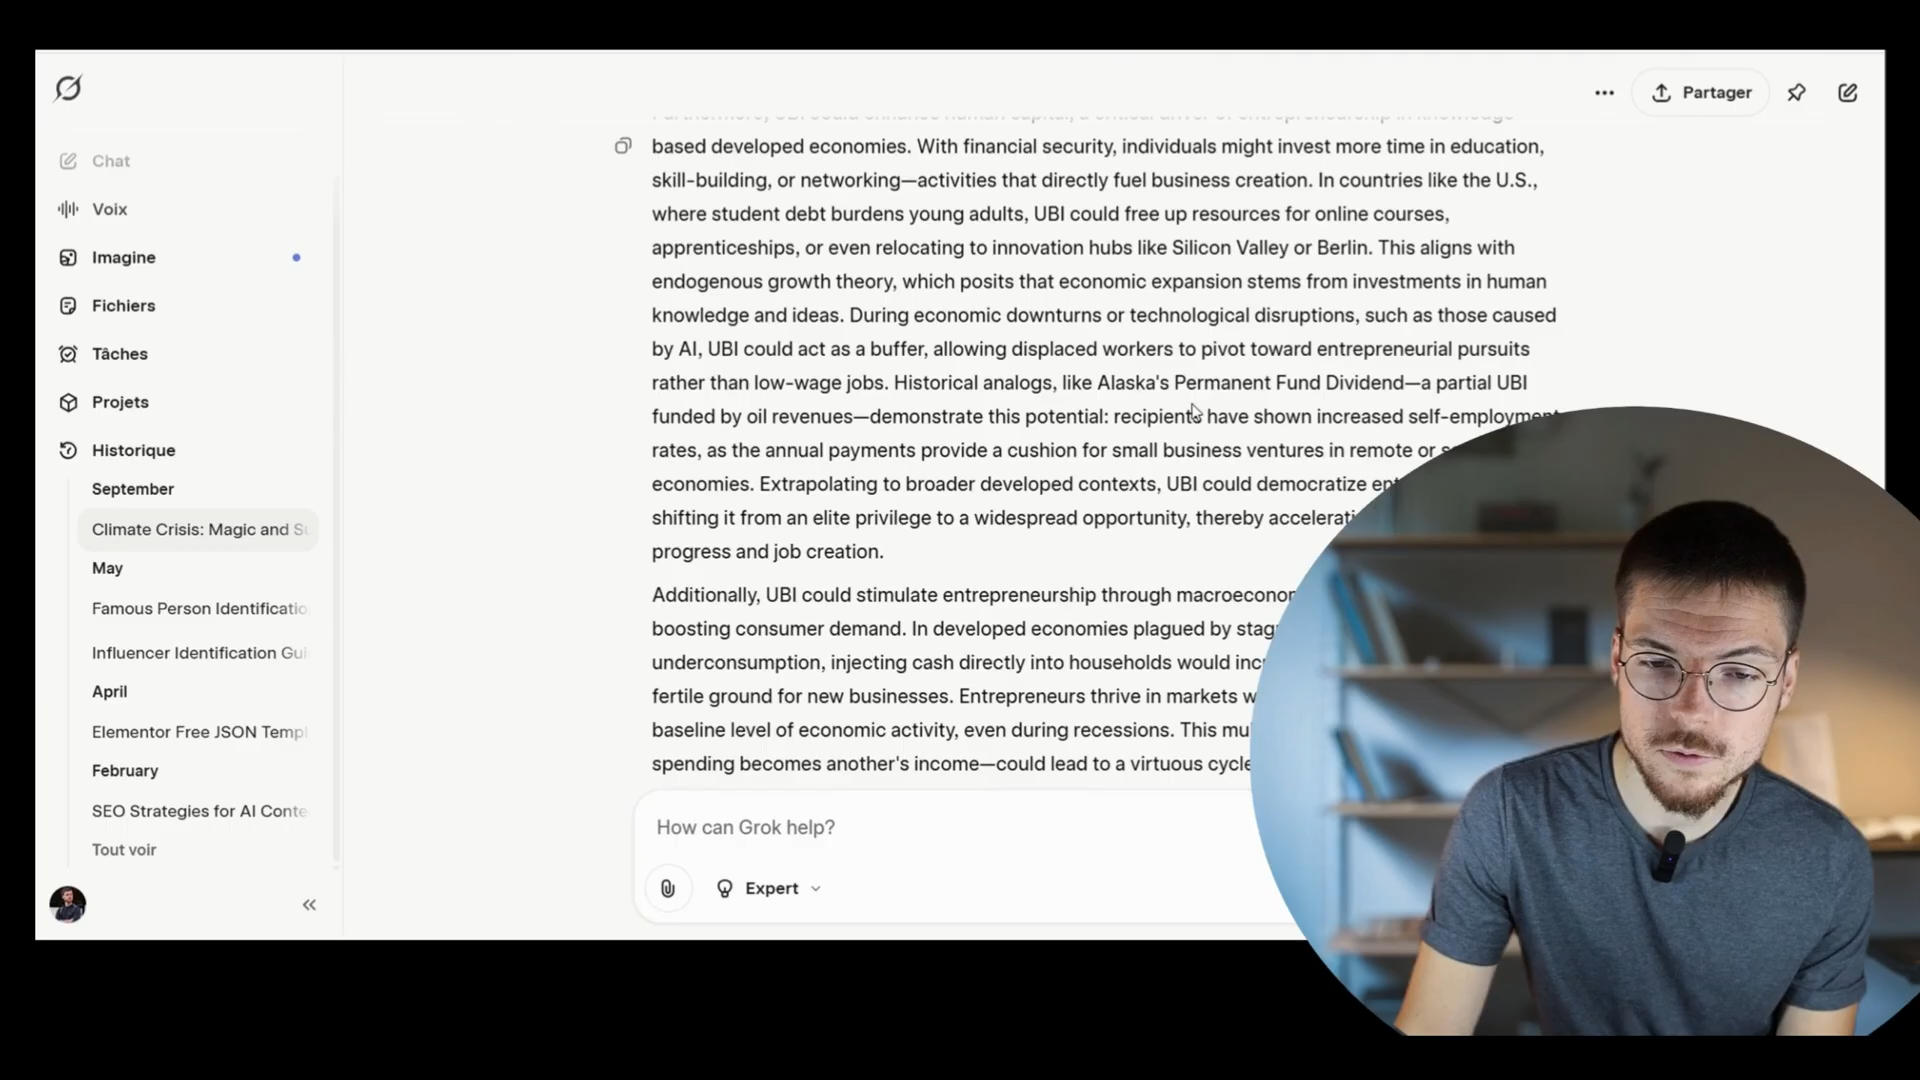 Partager
Chat
Voix
Imagine
Fichiers
Tâches
Projets
Historique
September
Climate Crisis: Magic and
May
Famous Person
Influencer Identification
April
Elementor Free JSON
February
SEO Strategies for AI
Tout voir
Furthermore, UBI could enhance human capital, a critical driver of entrepreneurship in knowledge-
based developed economies. With financial security, individuals might invest more time in education,
skill-building, or networking—activities that directly fuel business creation. In countries like the U.S.,
where student debt burdens young adults, UBI could free up resources for online courses,
apprenticeships, or even relocating to innovation hubs like Silicon Valley or Berlin. This aligns with
endogenous growth theory, which posits that economic expansion stems from investments in human
knowledge and ideas. During economic downturns or technological disruptions, such as those caused
by AI, UBI could act as a buffer, allowing displaced workers to pivot toward entrepreneurial pursuits
rather than low-wage jobs. Historical analogs, like Alaska's Permanent Fund Dividend—a partial UBI
funded by oil revenues—demonstrate this potential: recipients have shown increased self-employment
rates, as the annual payments provide a cushion for small business ventures in remote or
economies. Extrapolating to broader developed contexts, UBI could democratize
shifting it from an elite privilege to a widespread opportunity, thereby
progress and job creation.
Additionally, UBI could stimulate entrepreneurship through
boosting consumer demand. In developed economies plagued by
underconsumption, injecting cash directly into households would
fertile ground for new businesses. Entrepreneurs thrive in markets
baseline level of economic activity, even during recessions. This
spending becomes another's income—could lead to a virtuous cycle
How can Grok help?
Expert